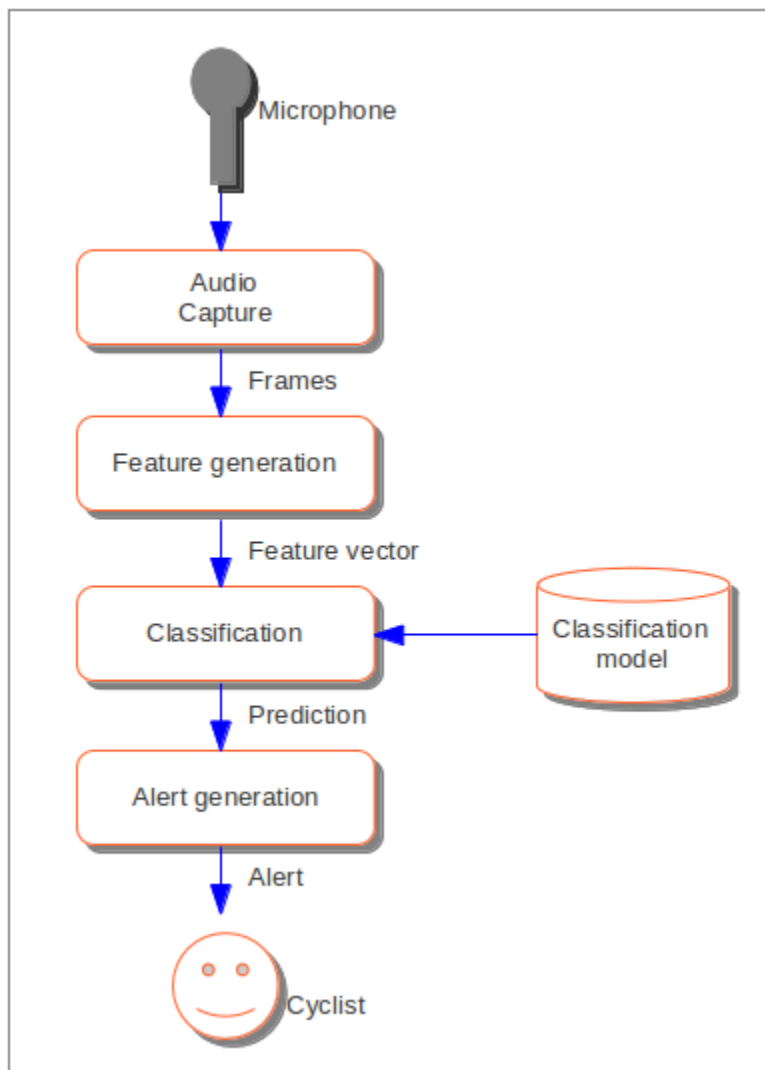 Microphone
Audio
Capture
Frames
Feature generation
Feature vector
Classification
Classification
model
Prediction
Alert generation
Alert
Cyclist